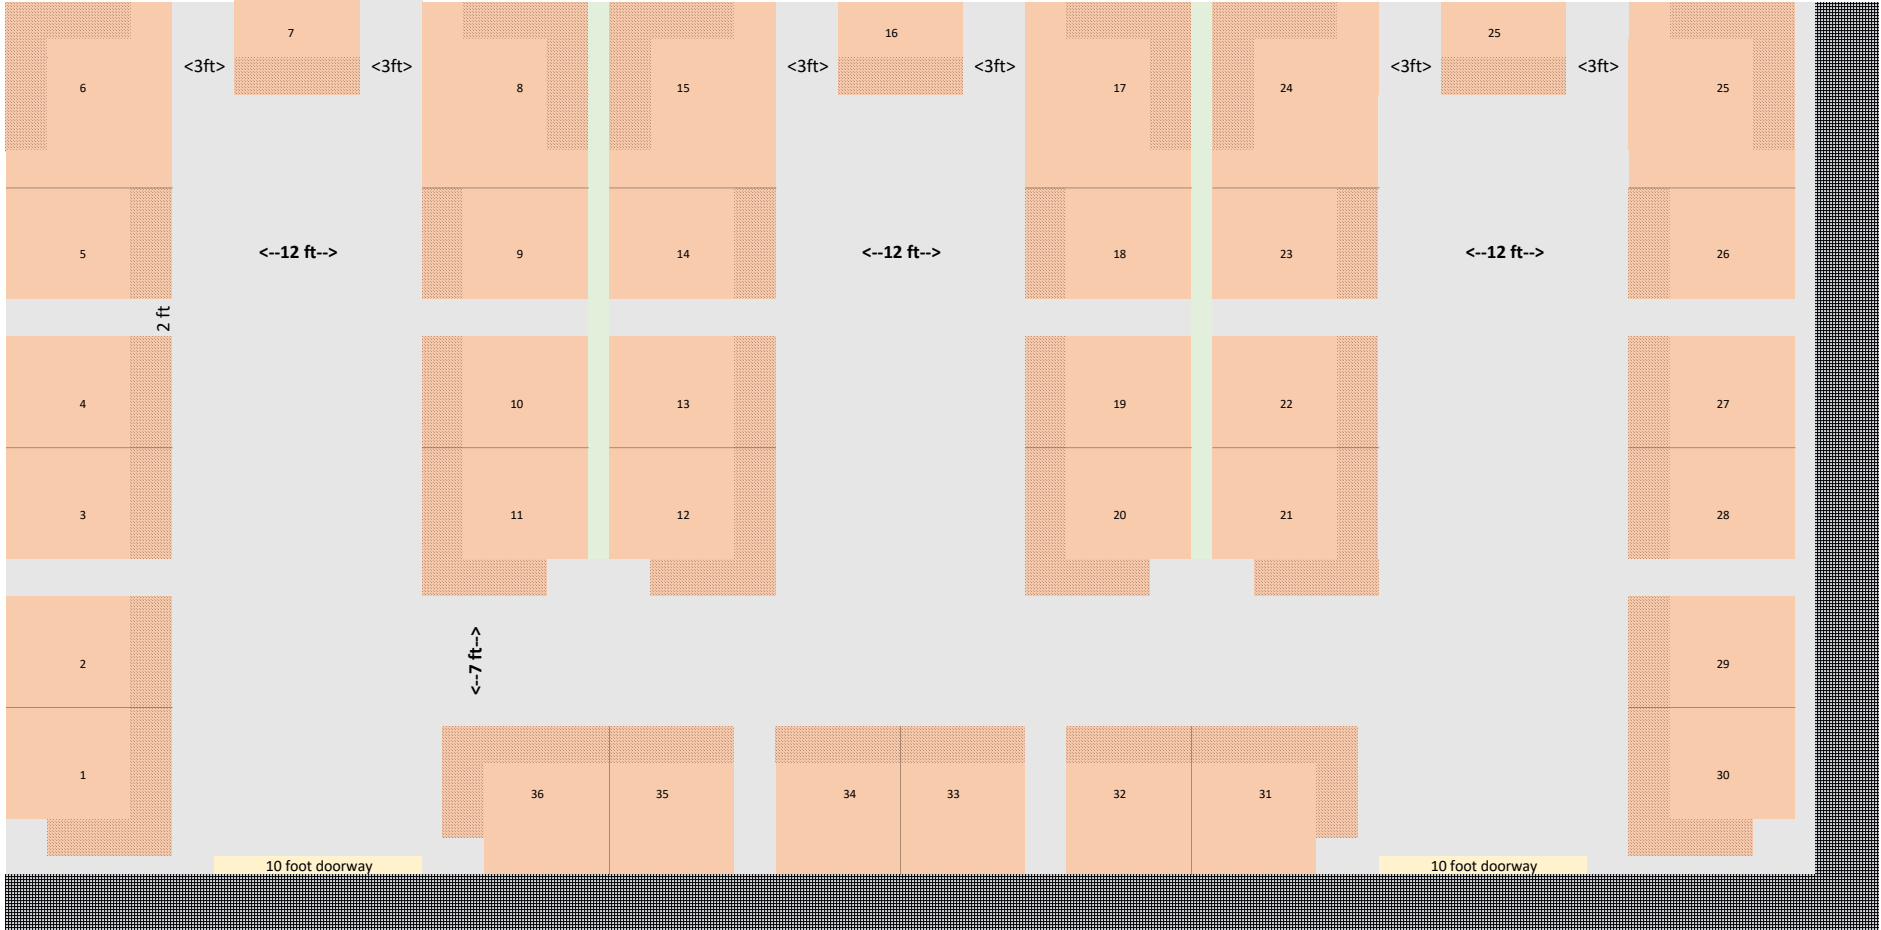 7
16
25
<3ft>
<3ft>
<3ft>
<3ft>
<3ft>
<3ft>
6
8
15
17
24
25
5
<--12 ft-->
9
14
<--12 ft-->
18
23
<--12 ft-->
26
2 ft
4
10
13
19
22
27
3
11
12
20
21
28
<--7 ft-->
2
29
1
36
35
34
33
32
31
30
10 foot doorway
10 foot doorway